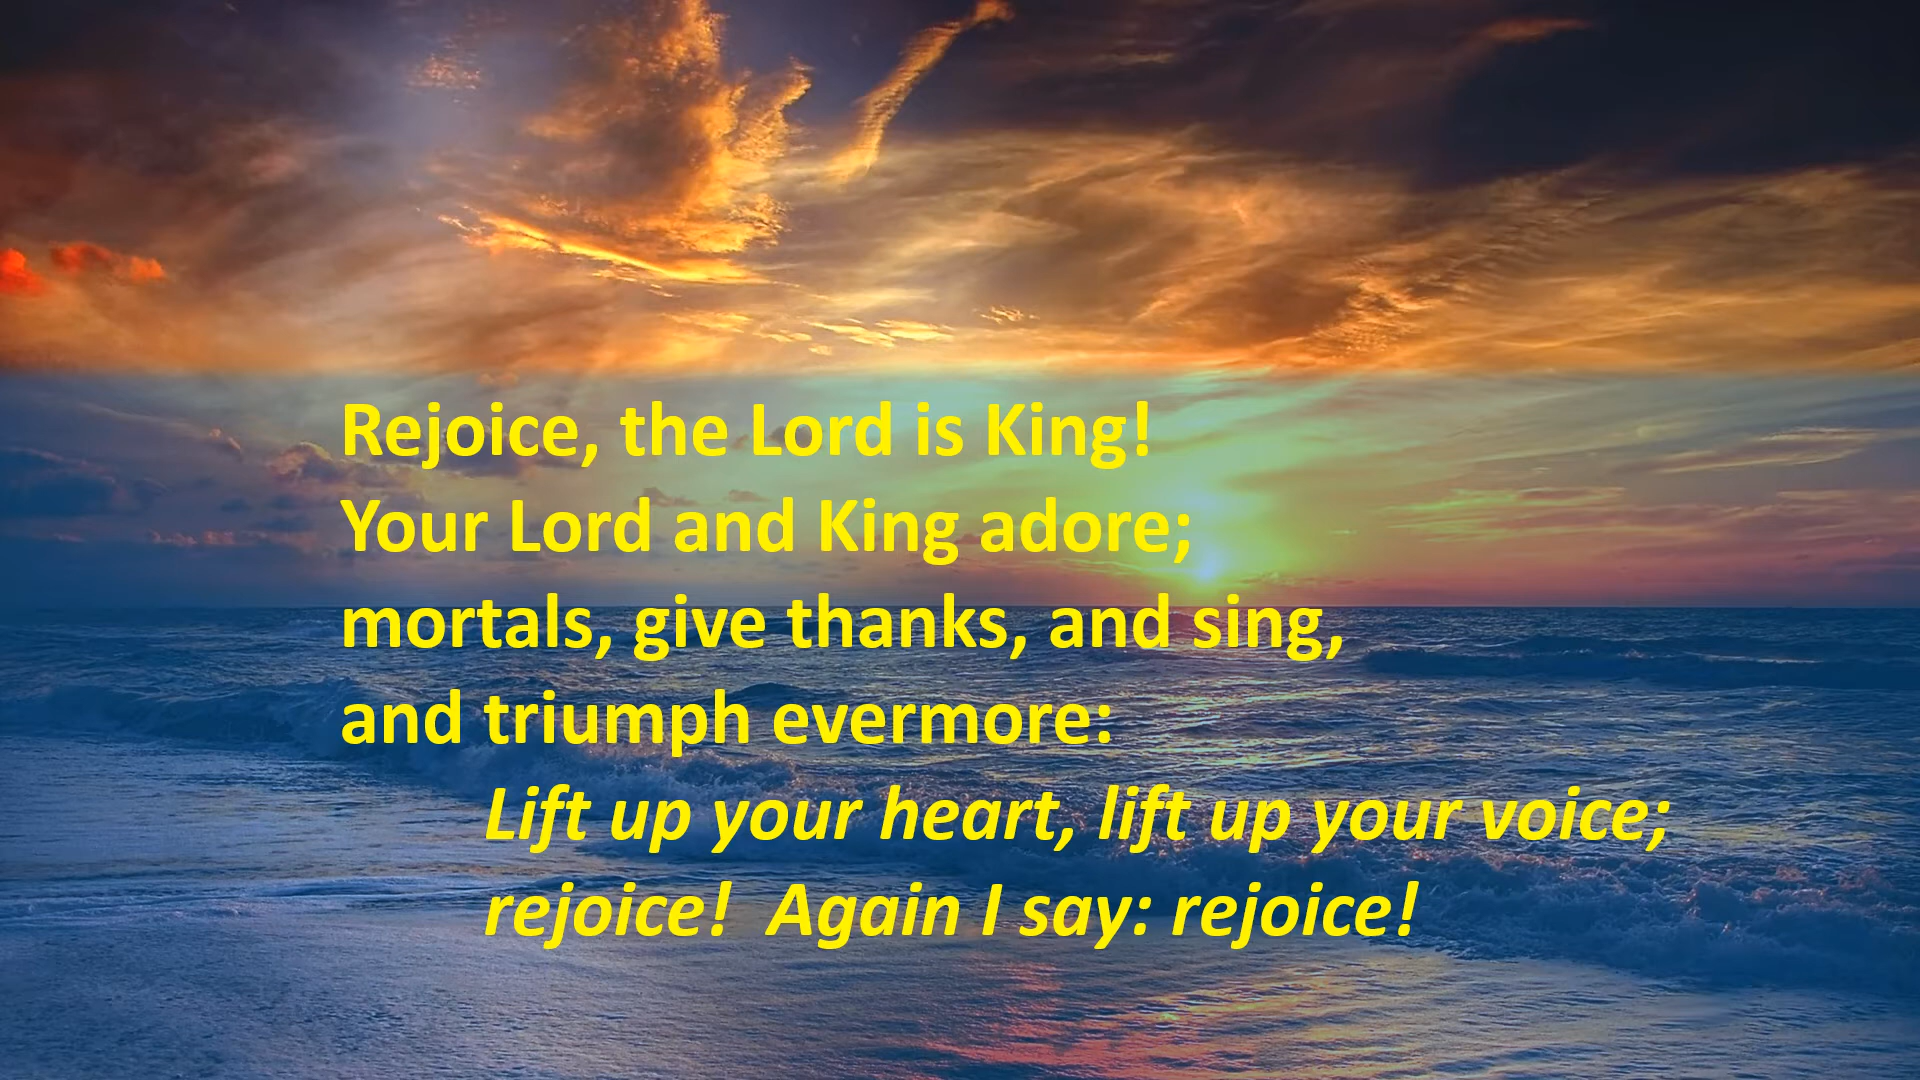 Rejoice, the Lord is King!
Your Lord and King adore;
mortals, give thanks, and sing,
and triumph evermore:
Lift up your heart, lift up your voice;
rejoice!  Again I say: rejoice!